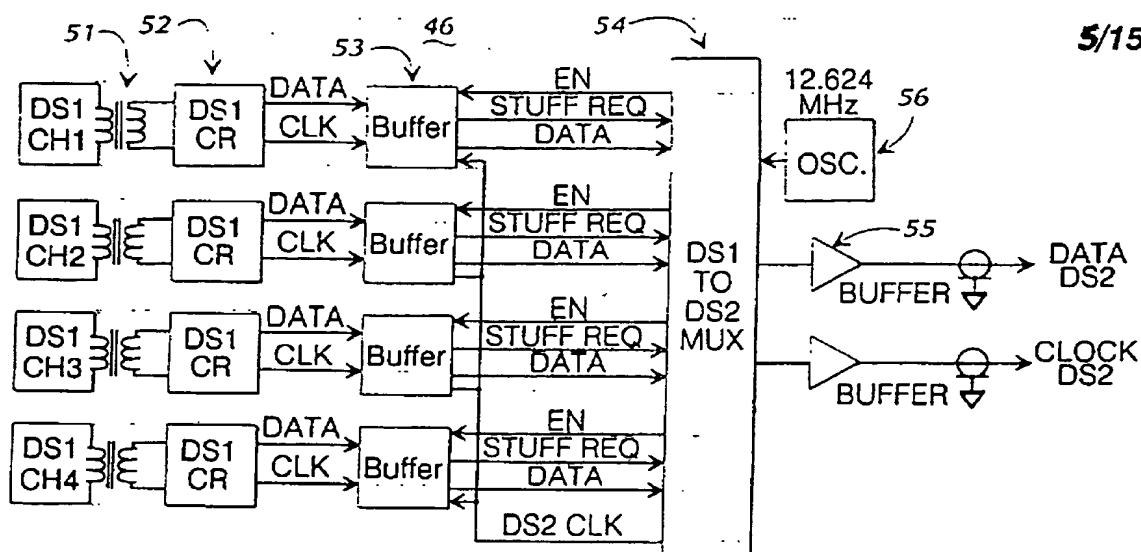 5/15
46
51
52
53
54
DS1
CH1
DS1
CR
DATA
CLK
Buffer
EN
STUFF REQ
DATA
12.624
MHz
OSC.
56
DS1
CH2
DS1
CR
DATA
CLK
Buffer
EN
STUFF REQ
DATA
DS1
TO
DS2
MUX
55
BUFFER
DATA
DS2
DS1
CH3
DS1
CR
DATA
CLK
Buffer
EN
STUFF REQ
DATA
BUFFER
CLOCK
DS2
DS1
CH4
DS1
CR
DATA
CLK
Buffer
EN
STUFF REQ
DATA
DS2 CLK